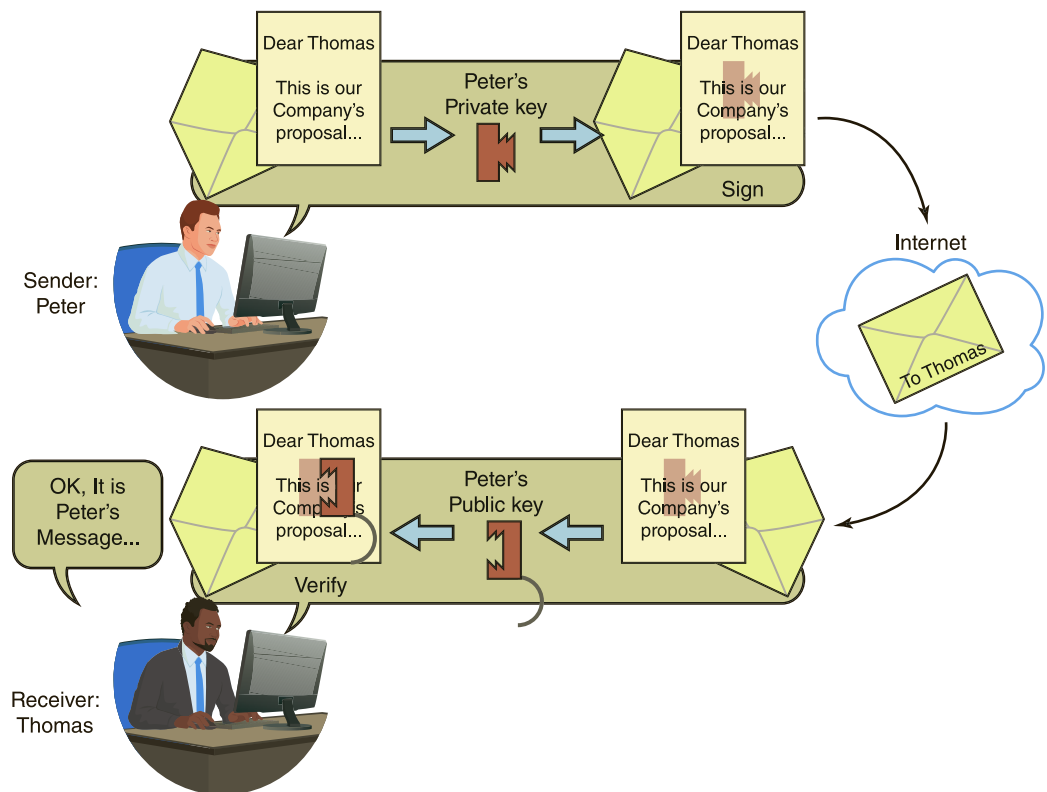 Dear Thomas
This is our
Company's
proposal...
Peter's
Private key
Dear Thomas
This is our
Company's
proposal...
Sign
Sender:
Peter
Internet
To Thomas
OK, It is
Peter's
Message...
Dear Thomas
This is
proposal...
Verify
Peter's
Public key
Dear Thomas
This is our
Company's
proposal...
Receiver:
Thomas